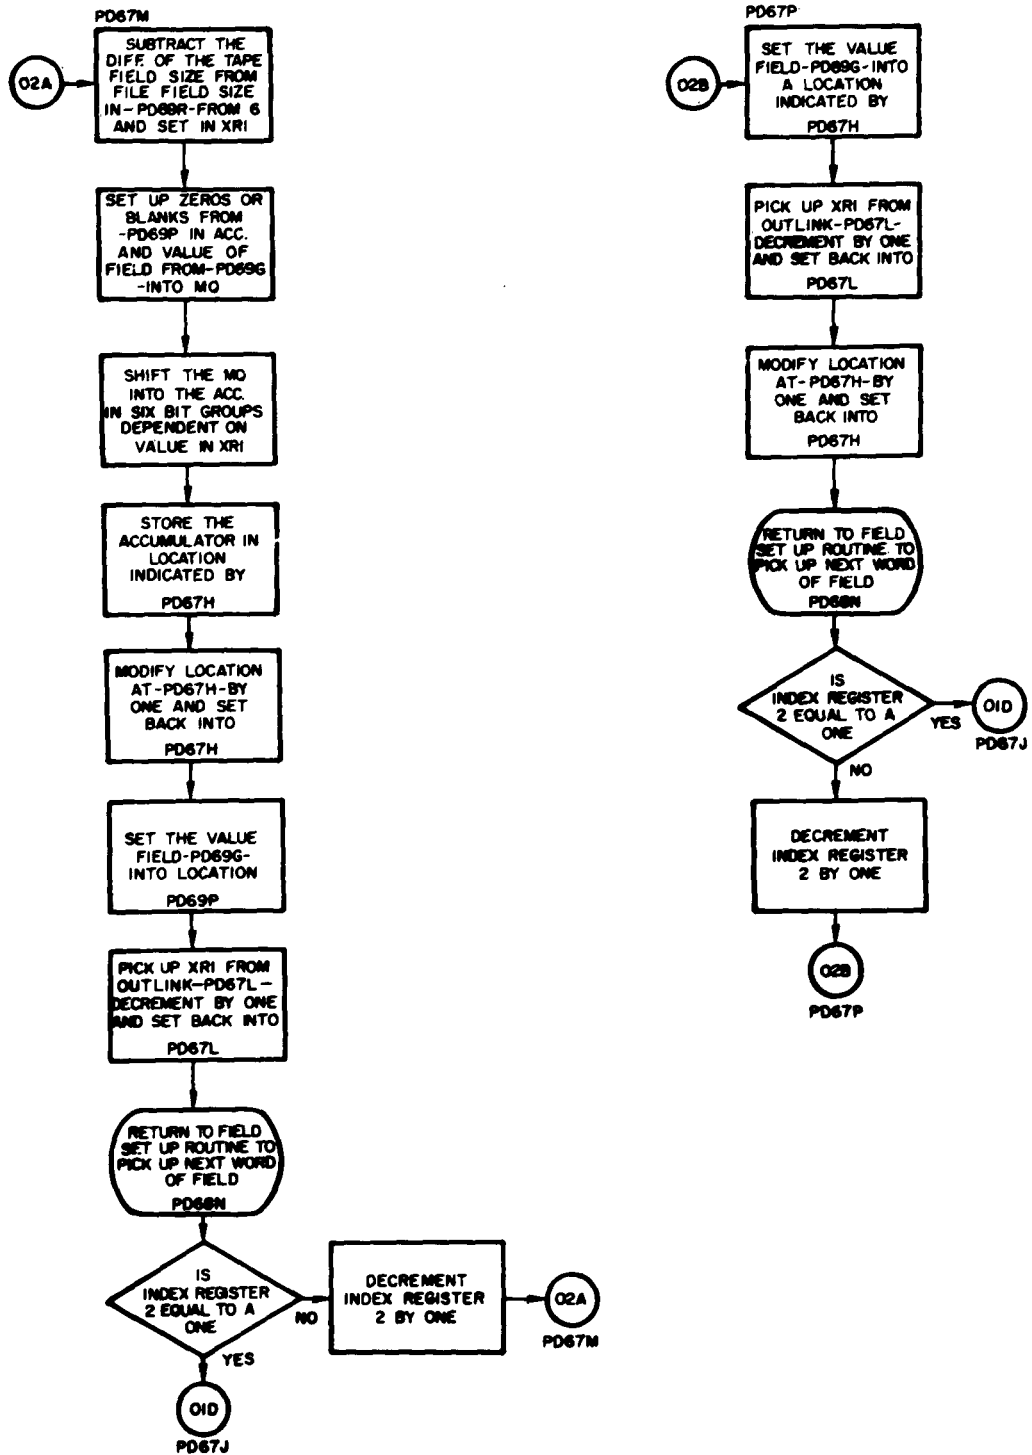 PD67M
02A
SUBTRACT THE
DIFF. OF THE TAPE
FIELD SIZE FROM
FILE FIELD SIZE
IN-PD69R-FROM 6
AND SET IN XR1
SET UP ZEROS OR
BLANKS FROM
-PD69P IN ACC.
AND VALUE OF
FIELD FROM-PD69G
-INTO MQ
SHIFT THE MQ
INTO THE ACC.
IN SIX BIT GROUPS
DEPENDENT ON
VALUE IN XR1
STORE THE
ACCUMULATOR IN
LOCATION
INDICATED BY
PD67H
MODIFY LOCATION
AT-PD67H-BY
ONE AND SET
BACK INTO
PD67H
SET THE VALUE
FIELD-PD69G-
INTO LOCATION
PD69P
PICK UP XR1 FROM
OUTLINK-PD67L-
DECREMENT BY ONE
AND SET BACK INTO
PD67L
RETURN TO FIELD
SET UP ROUTINE TO
PICK UP NEXT WORD
OF FIELD
PD68N
IS
INDEX REGISTER
2 EQUAL TO A
ONE
NO
DECREMENT
INDEX REGISTER
2 BY ONE
02A
PD67M
YES
01D
PD67J
PD67P
02B
SET THE VALUE
FIELD-PD69G-INTO
A LOCATION
INDICATED BY
PD67H
PICK UP XR1 FROM
OUTLINK-PD67L-
DECREMENT BY ONE
AND SET BACK INTO
PD67L
MODIFY LOCATION
AT-PD67H-BY
ONE AND SET
BACK INTO
PD67H
RETURN TO FIELD
SET UP ROUTINE TO
PICK UP NEXT WORD
OF FIELD
PD68N
IS
INDEX REGISTER
2 EQUAL TO A
ONE
YES
01D
PD67J
NO
DECREMENT
INDEX REGISTER
2 BY ONE
02B
PD67P